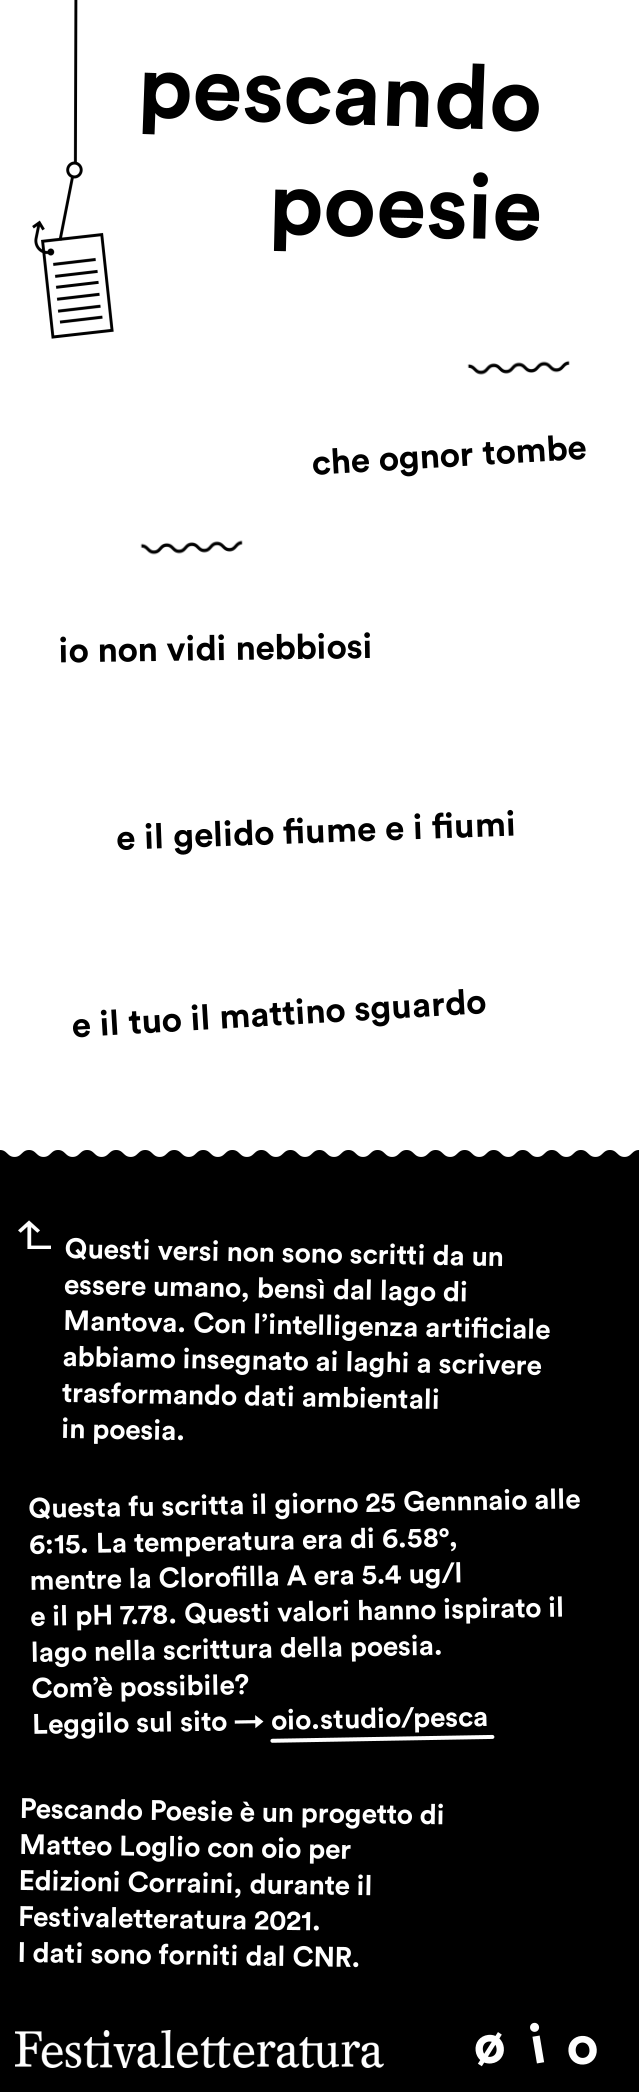 pescando
poesie
che ognor tombe
io non vidi nebbiosi
e il gelido fiume e i fiumi
e il tuo il mattino sguardo
Questi versi non sono scritti da un
essere umano, bensì dal lago di
Mantova. Con l’intelligenza artificiale
abbiamo insegnato ai laghi a scrivere
trasformando dati ambientali
in poesia.
Questa fu scritta il giorno 25 Gennnaio alle
6:15. La temperatura era di 6.58°,
mentre la Clorofilla A era 5.4 ug/l
e il pH 7.78. Questi valori hanno ispirato il
lago nella scrittura della poesia.
Com’è possibile?
Leggilo sul sito → oio.studio/pesca
Pescando Poesie è un progetto di
Matteo Loglio con oio per
Edizioni Corraini, durante il
Festivaletteratura 2021.
I dati sono forniti dal CNR.
Festivaletteratura øio